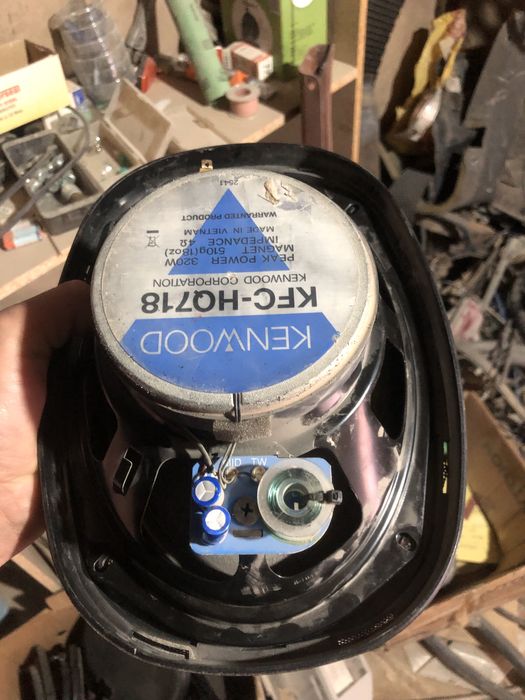 KENWOOD
KFC-HQ718
KENWOOD CORPORATION
PEAK POWER 320W
MAGNET 510g(18oz)
IMPEDANCE 4Ω
MADE IN VIETNAM
WARRANTED PRODUCT
2543
TW